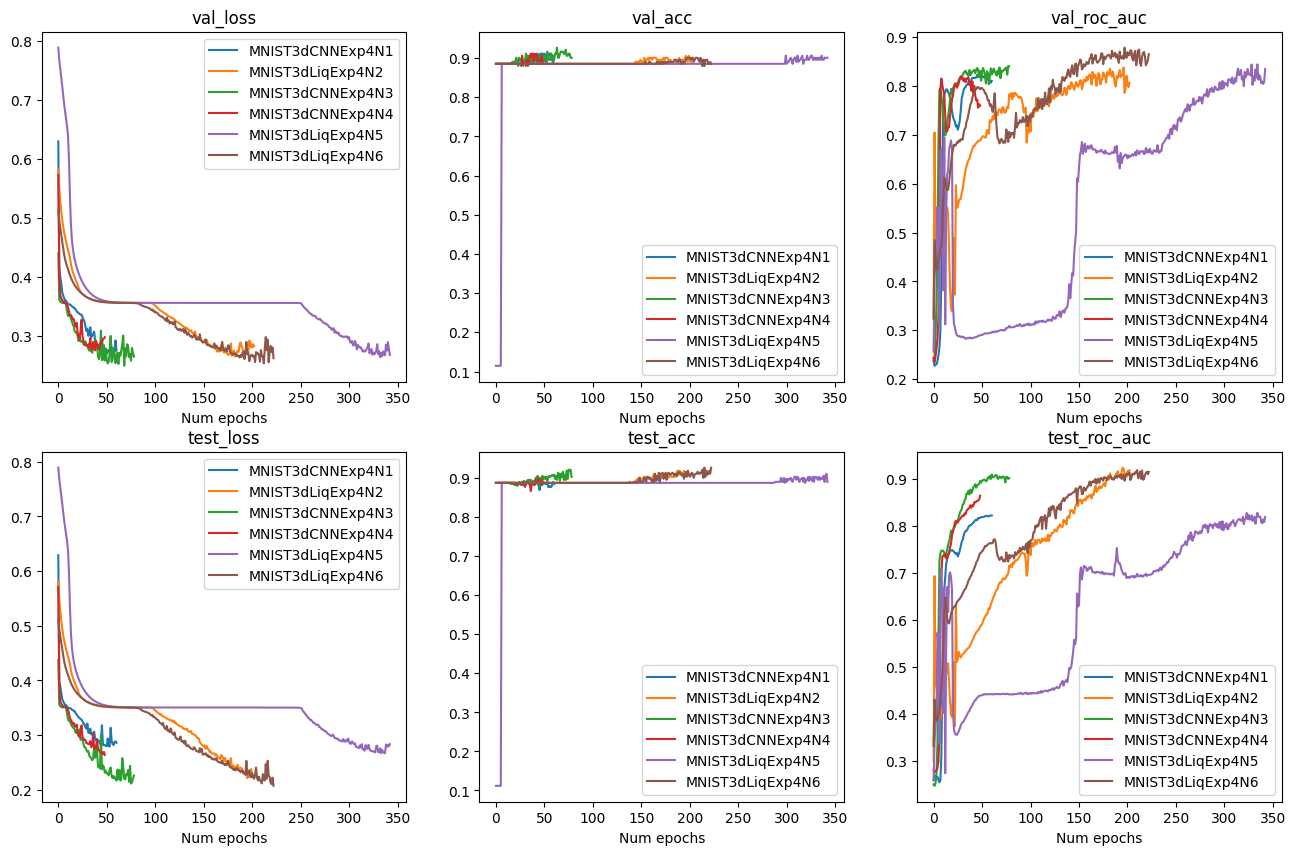 val_loss
0.8
0.7
0.6
0.5
0.4
0.3
MNIST3dCNNExp4N1
MNIST3dLiqExp4N2
MNIST3dCNNExp4N3
MNIST3dCNNExp4N4
MNIST3dLiqExp4N5
MNIST3dLiqExp4N6
0 50 100 150 200 250 300 350
Num epochs
val_acc
0.9
0.8
0.7
0.6
0.5
0.4
0.3
0.2
0.1
MNIST3dCNNExp4N1
MNIST3dLiqExp4N2
MNIST3dCNNExp4N3
MNIST3dCNNExp4N4
MNIST3dLiqExp4N5
MNIST3dLiqExp4N6
0 50 100 150 200 250 300 350
Num epochs
val_roc_auc
0.9
0.8
0.7
0.6
0.5
0.4
0.3
0.2
MNIST3dCNNExp4N1
MNIST3dLiqExp4N2
MNIST3dCNNExp4N3
MNIST3dCNNExp4N4
MNIST3dLiqExp4N5
MNIST3dLiqExp4N6
0 50 100 150 200 250 300 350
Num epochs
test_loss
0.8
0.7
0.6
0.5
0.4
0.3
0.2
MNIST3dCNNExp4N1
MNIST3dLiqExp4N2
MNIST3dCNNExp4N3
MNIST3dCNNExp4N4
MNIST3dLiqExp4N5
MNIST3dLiqExp4N6
0 50 100 150 200 250 300 350
Num epochs
test_acc
0.9
0.8
0.7
0.6
0.5
0.4
0.3
0.2
0.1
MNIST3dCNNExp4N1
MNIST3dLiqExp4N2
MNIST3dCNNExp4N3
MNIST3dCNNExp4N4
MNIST3dLiqExp4N5
MNIST3dLiqExp4N6
0 50 100 150 200 250 300 350
Num epochs
test_roc_auc
0.9
0.8
0.7
0.6
0.5
0.4
0.3
MNIST3dCNNExp4N1
MNIST3dLiqExp4N2
MNIST3dCNNExp4N3
MNIST3dCNNExp4N4
MNIST3dLiqExp4N5
MNIST3dLiqExp4N6
0 50 100 150 200 250 300 350
Num epochs